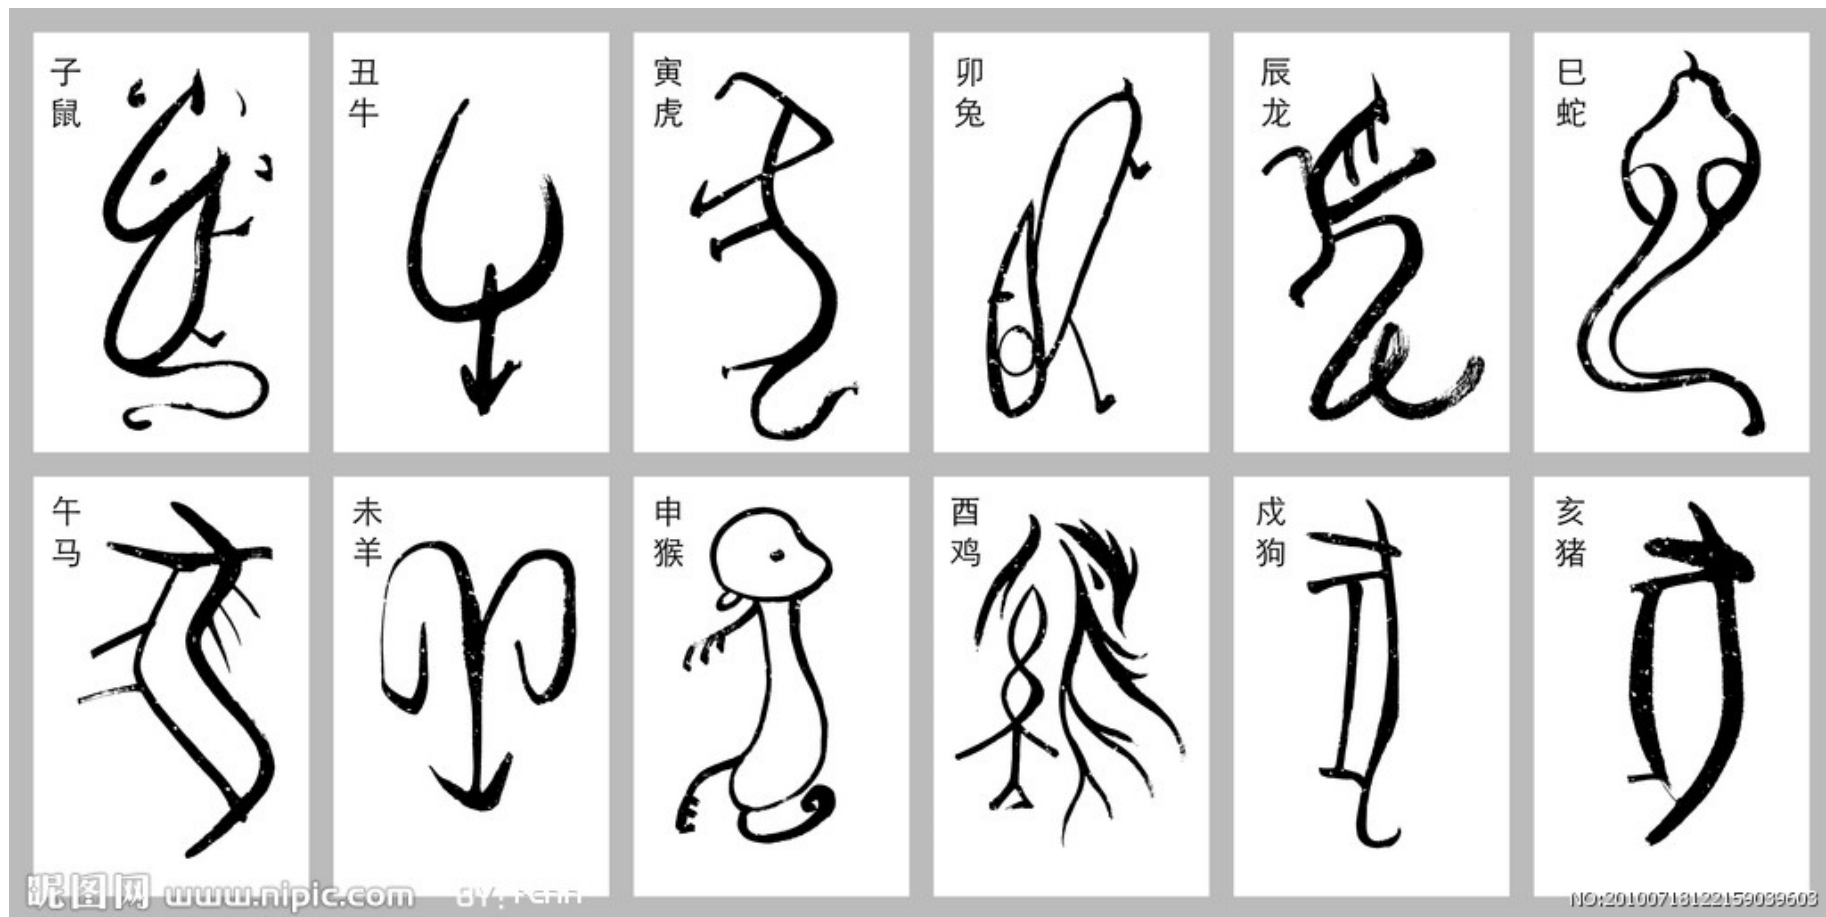 子鼠
丑牛
寅虎
卯兔
辰龙
巳蛇
午马
未羊
申猴
酉鸡
戌狗
亥猪
昵图网 www.nipic.com
BY:
NO:20100718122159039603